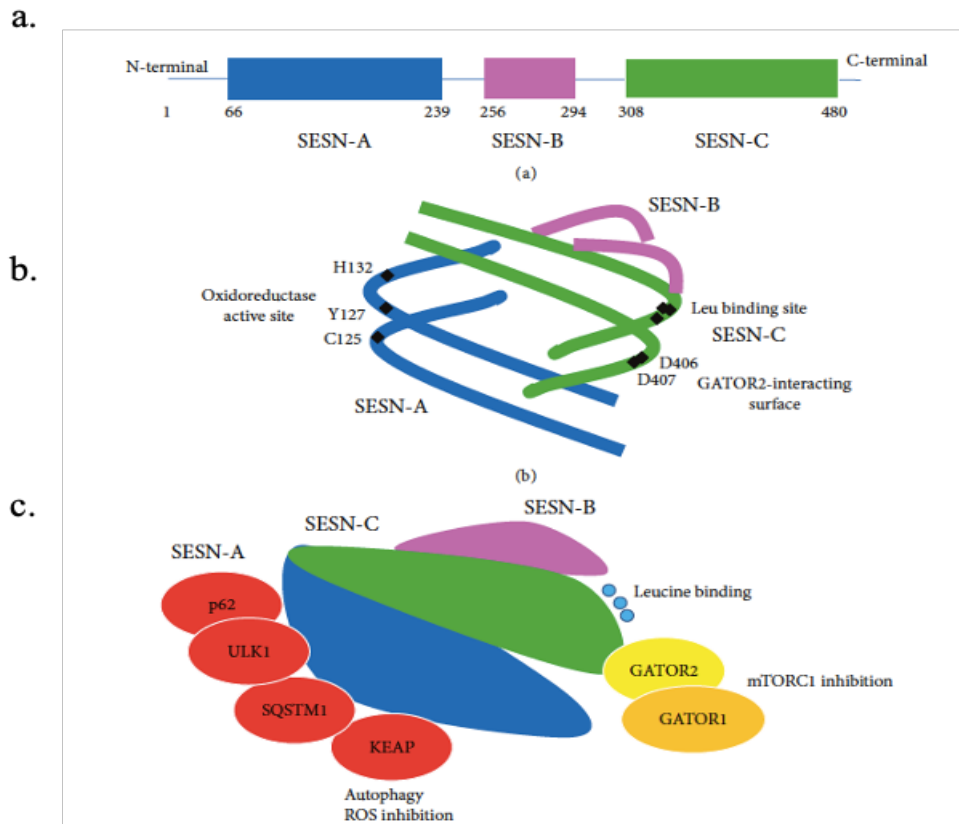 a.
N-terminal
C-terminal
1
66
239
256
294
308
480
SESN-A
SESN-B
SESN-C
(a)
b.
SESN-B
H132
Oxidoreductase
active site
Y127
C125
Leu binding site
SESN-C
D406
D407
GATOR2-interacting
surface
SESN-A
(b)
c.
SESN-B
SESN-C
SESN-A
p62
ULK1
SQSTM1
KEAP
Leucine binding
GATOR2
mTORC1 inhibition
GATOR1
Autophagy
ROS inhibition